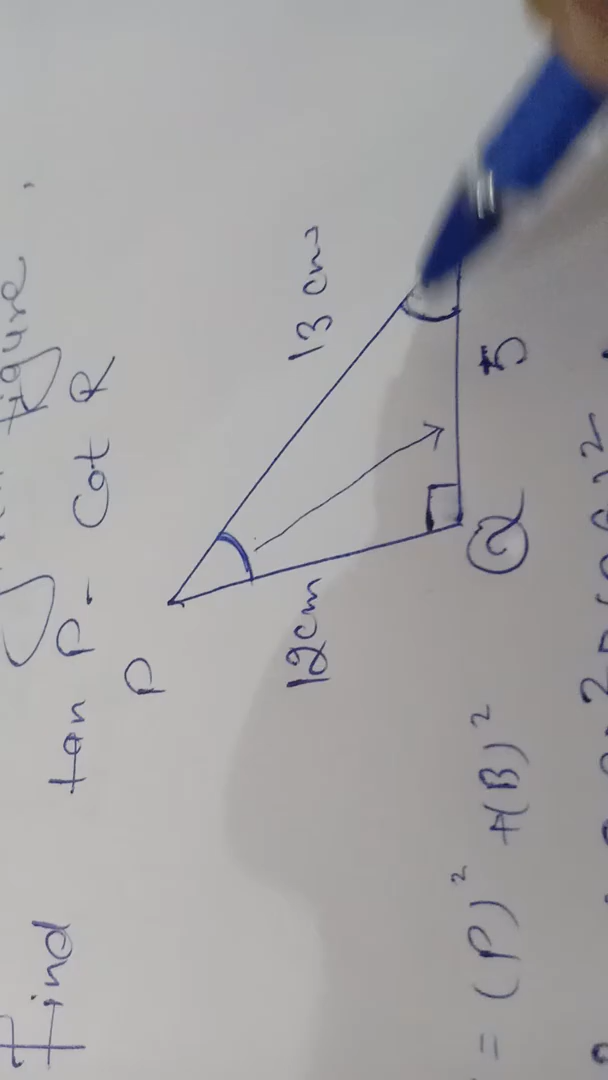 figure.
Find tan P - Cot R
P
12cm
13 cm
Q
5
= (P)² + (B)²